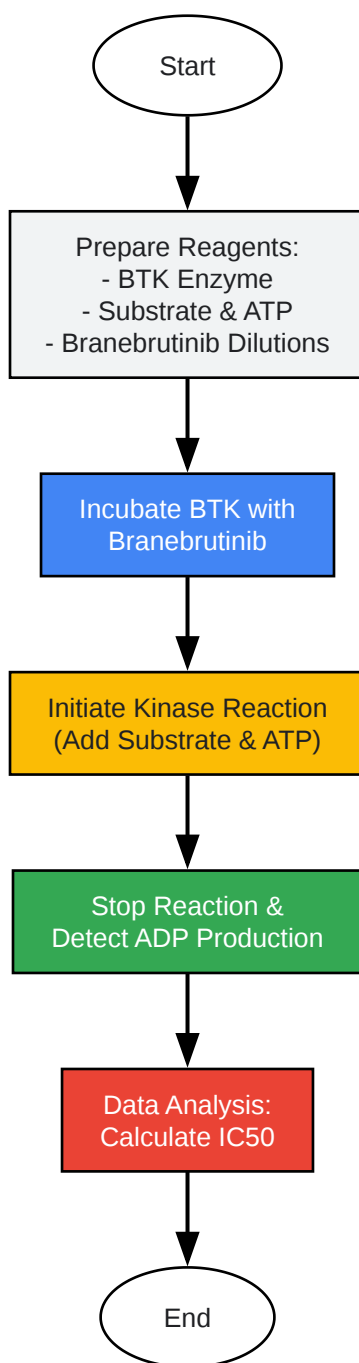 Start
Prepare Reagents:
- BTK Enzyme
- Substrate & ATP
- Branebrutinib Dilutions
Incubate BTK with
Branebrutinib
Initiate Kinase Reaction
(Add Substrate & ATP)
Stop Reaction &
Detect ADP Production
Data Analysis:
Calculate IC50
End